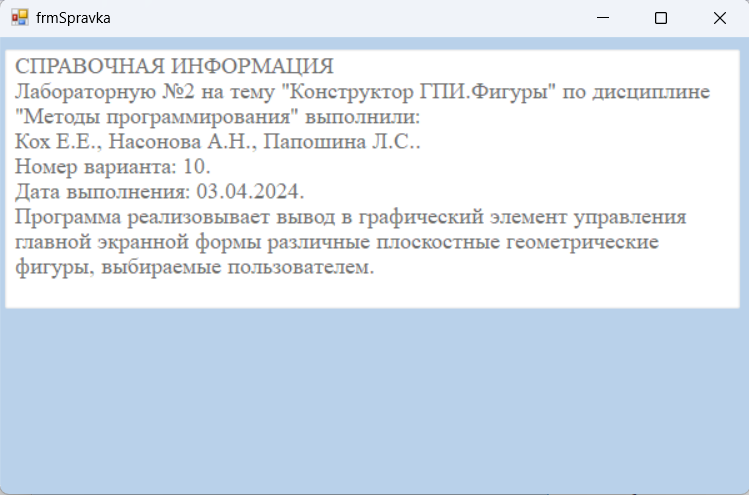 frmSpravka
СПРАВОЧНАЯ ИНФОРМАЦИЯ
Лабораторную №2 на тему "Конструктор ГПИ.Фигуры" по дисциплине
"Методы программирования" выполнили:
Кох Е.Е., Насонова А.Н., Папошина Л.С..
Номер варианта: 10.
Дата выполнения: 03.04.2024.
Программа реализовывает вывод в графический элемент управления
главной экранной формы различные плоскостные геометрические
фигуры, выбираемые пользователем.